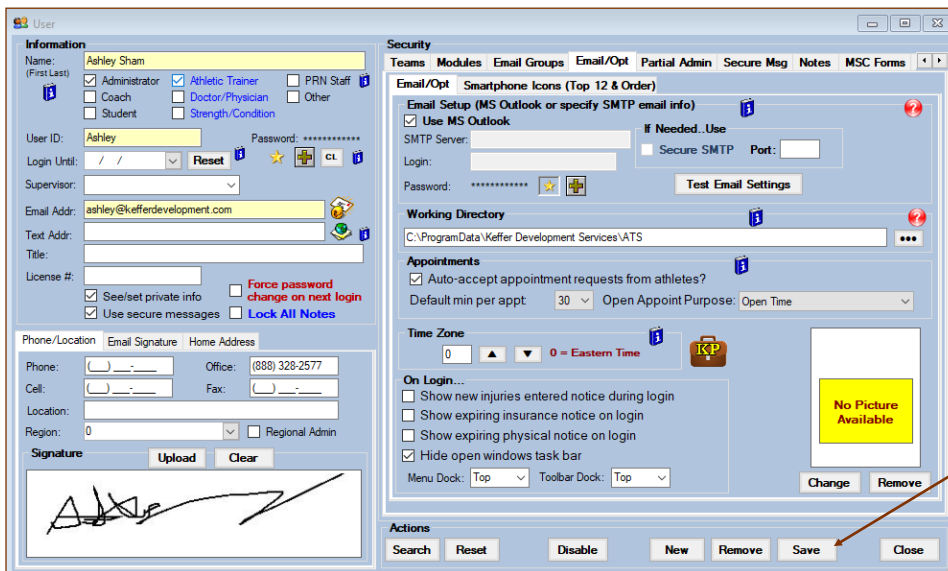 User
Information
Name: Ashley Sham
(First Last)
Administrator Athletic Trainer PRN Staff
Coach Doctor/Physician Other
Student Strength/Condition
User ID: Ashley Password: ************
Login Until: / / Reset CL
Supervisor:
Email Addr: ashley@kefferdevelopment.com
Text Addr:
Title:
License #:
See/set private info Force password change on next login
Use secure messages Lock All Notes
Phone/Location Email Signature Home Address
Phone: (__) ___-____ Office: (888) 328-2577
Cell: (__) ___-____ Fax: (__) ___-____
Location:
Region: 0 Regional Admin
Signature Upload Clear
Security
Teams Modules Email Groups Email/Opt Partial Admin Secure Msg Notes MSC Forms
Email/Opt Smartphone Icons (Top 12 & Order)
Email Setup (MS Outlook or specify SMTP email info)
Use MS Outlook
If Needed..Use
SMTP Server: Secure SMTP Port:
Login:
Password: ************ Test Email Settings
Working Directory
C:\ProgramData\Keffer Development Services\ATS
Appointments
Auto-accept appointment requests from athletes?
Default min per appt: 30 Open Appoint Purpose: Open Time
Time Zone
0 0 = Eastern Time KP
On Login...
Show new injuries entered notice during login
Show expiring insurance notice on login
Show expiring physical notice on login
Hide open windows task bar
Menu Dock: Top Toolbar Dock: Top
No Picture
Available
Change Remove
Actions
Search Reset Disable New Remove Save Close